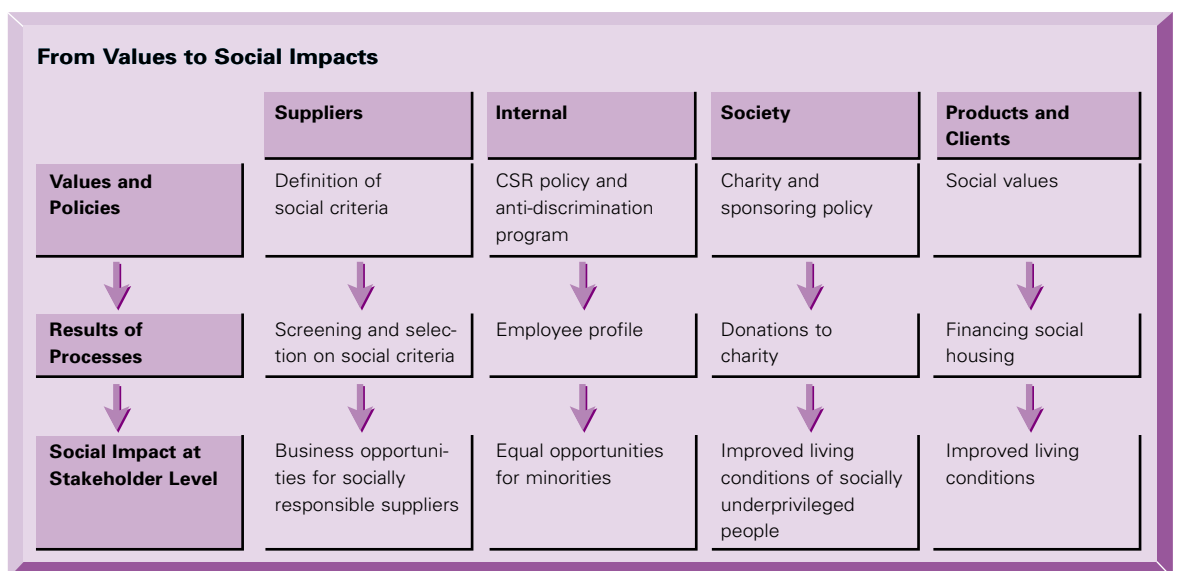 From Values to Social Impacts
Suppliers
Internal
Society
Products and
Clients
Values and
Policies
Definition of
social criteria
CSR policy and
anti-discrimination
program
Charity and
sponsoring policy
Social values
Results of
Processes
Screening and selec-
tion on social criteria
Employee profile
Donations to
charity
Financing social
housing
Social Impact at
Stakeholder Level
Business opportuni-
ties for socially
responsible suppliers
Equal opportunities
for minorities
Improved living
conditions of socially
underprivileged
people
Improved living
conditions